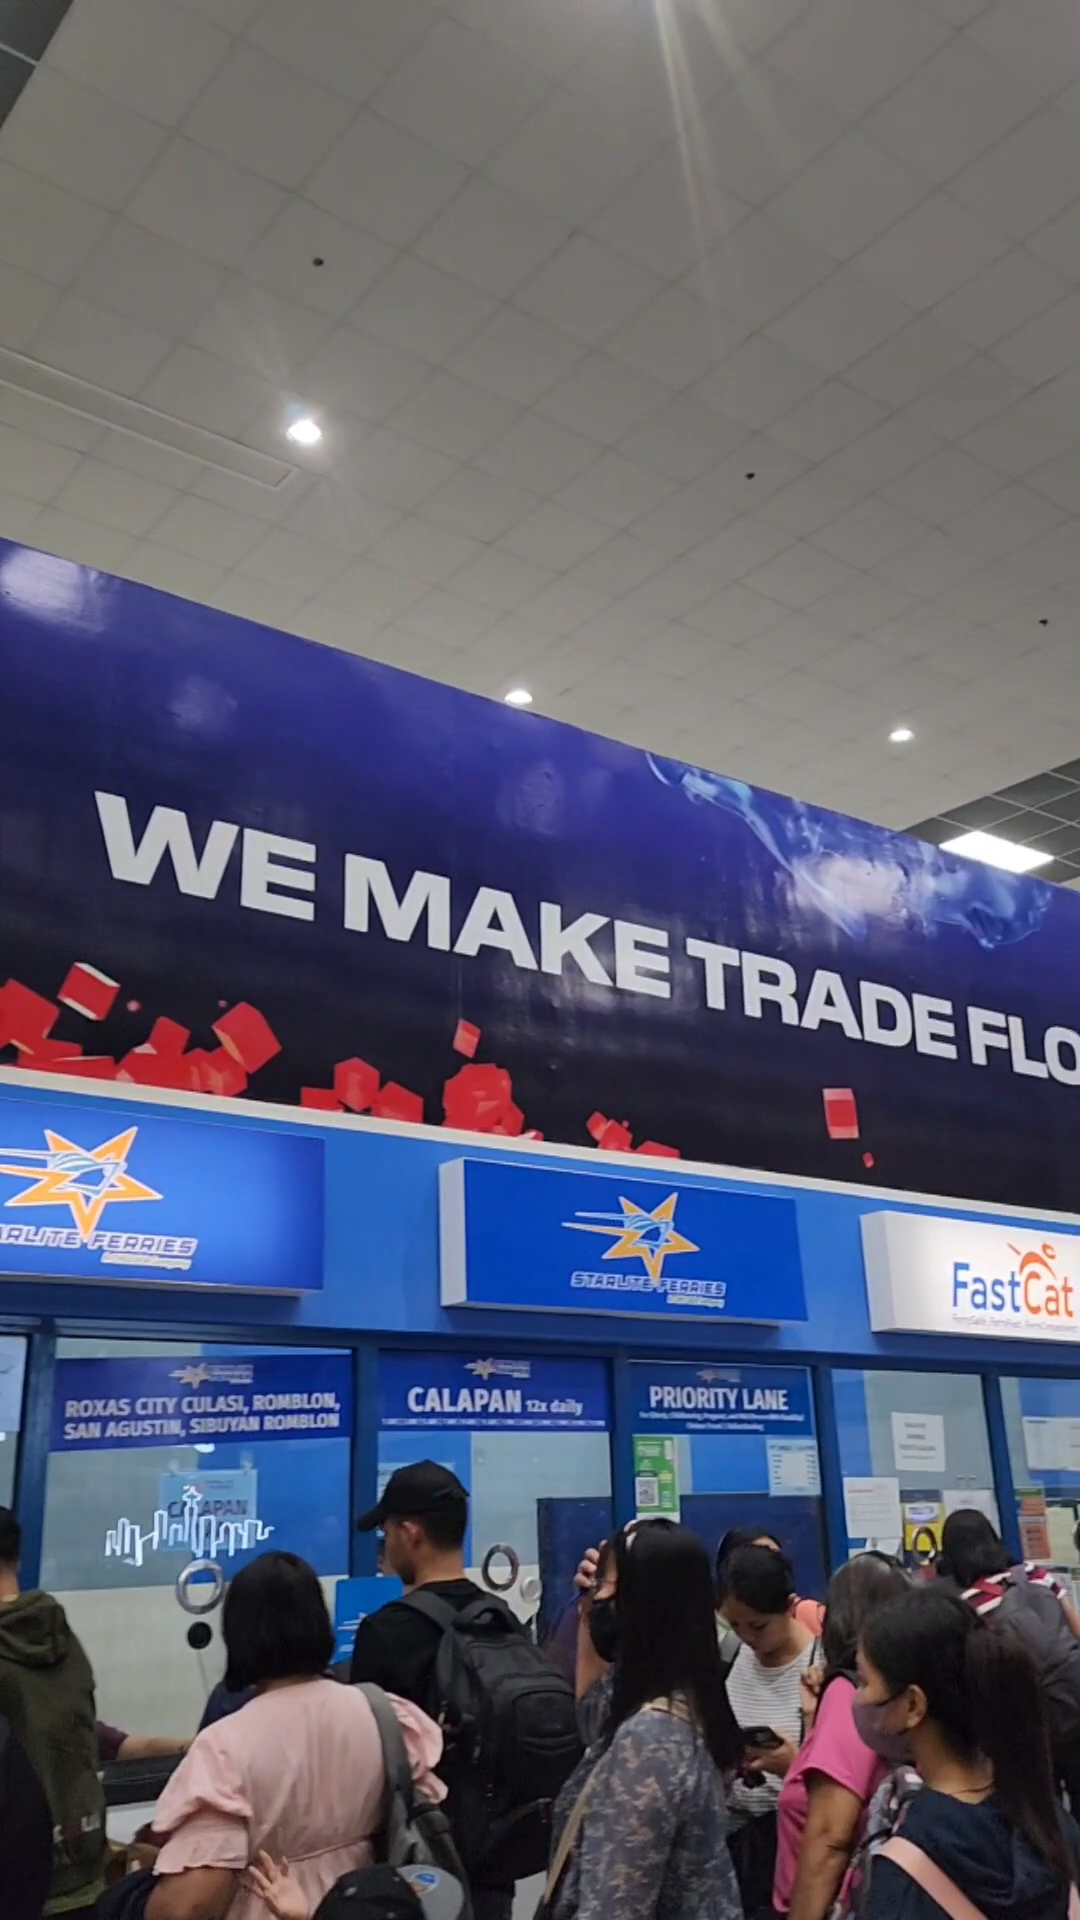 WE MAKE TRADE FLO
ARLITE FERRIES
STARLITE FERRIES
FastCat
ROXAS CITY CULASI, ROMBLON,
SAN AGUSTIN, SIBUYAN ROMBLON
CALAPAN 12x daily
PRIORITY LANE
CALAPAN